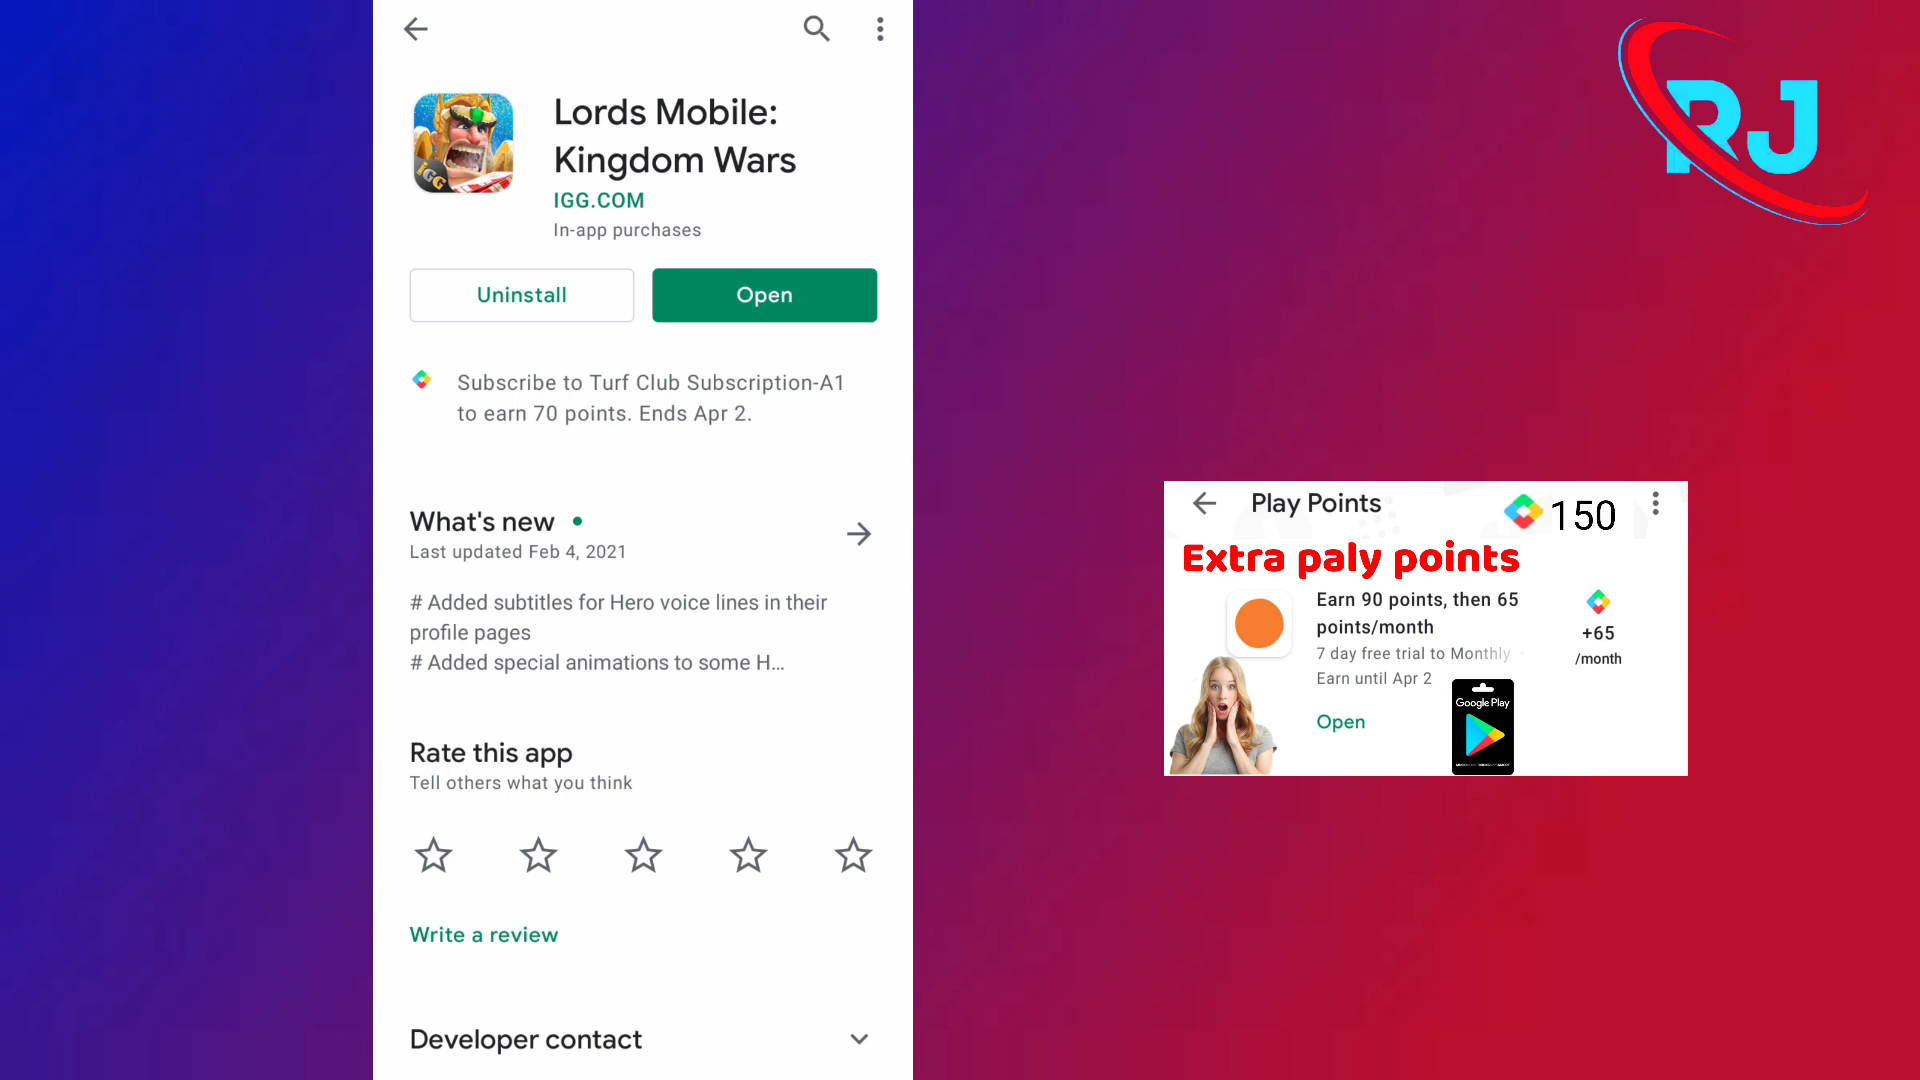 Lords Mobile:
Kingdom Wars
IGG.COM
In-app purchases
IGG
Uninstall
Open
Subscribe to Turf Club Subscription-A1
to earn 70 points. Ends Apr 2.
What's new
Last updated Feb 4, 2021
# Added subtitles for Hero voice lines in their
profile pages
# Added special animations to some H...
Rate this app
Tell others what you think
Write a review
Developer contact
RJ
Play Points
150
Extra paly points
Earn 90 points, then 65
points/month
+65
/month
7 day free trial to Monthly
Earn until Apr 2
Open
Google Play